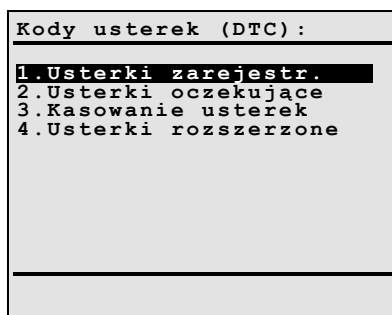 Kody usterek (DTC):
1.Usterki zarejestr.
2.Usterki oczekujące
3.Kasowanie usterek
4.Usterki rozszerzone